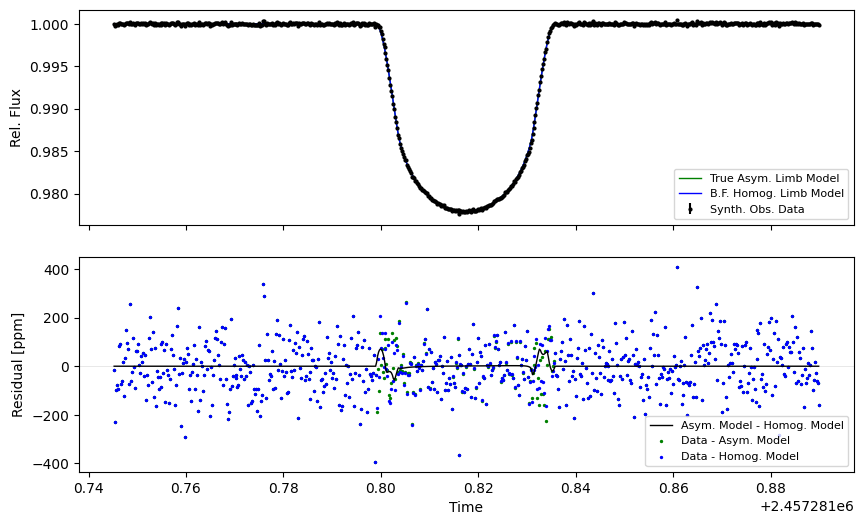 1.000
0.995
0.990
0.985
0.980
Rel. Flux
True Asym. Limb Model
B.F. Homog. Limb Model
Synth. Obs. Data
400
200
0
−200
−400
Residual [ppm]
Asym. Model - Homog. Model
Data - Asym. Model
Data - Homog. Model
0.74 0.76 0.78 0.80 0.82 0.84 0.86 0.88
Time
+2.457281e6